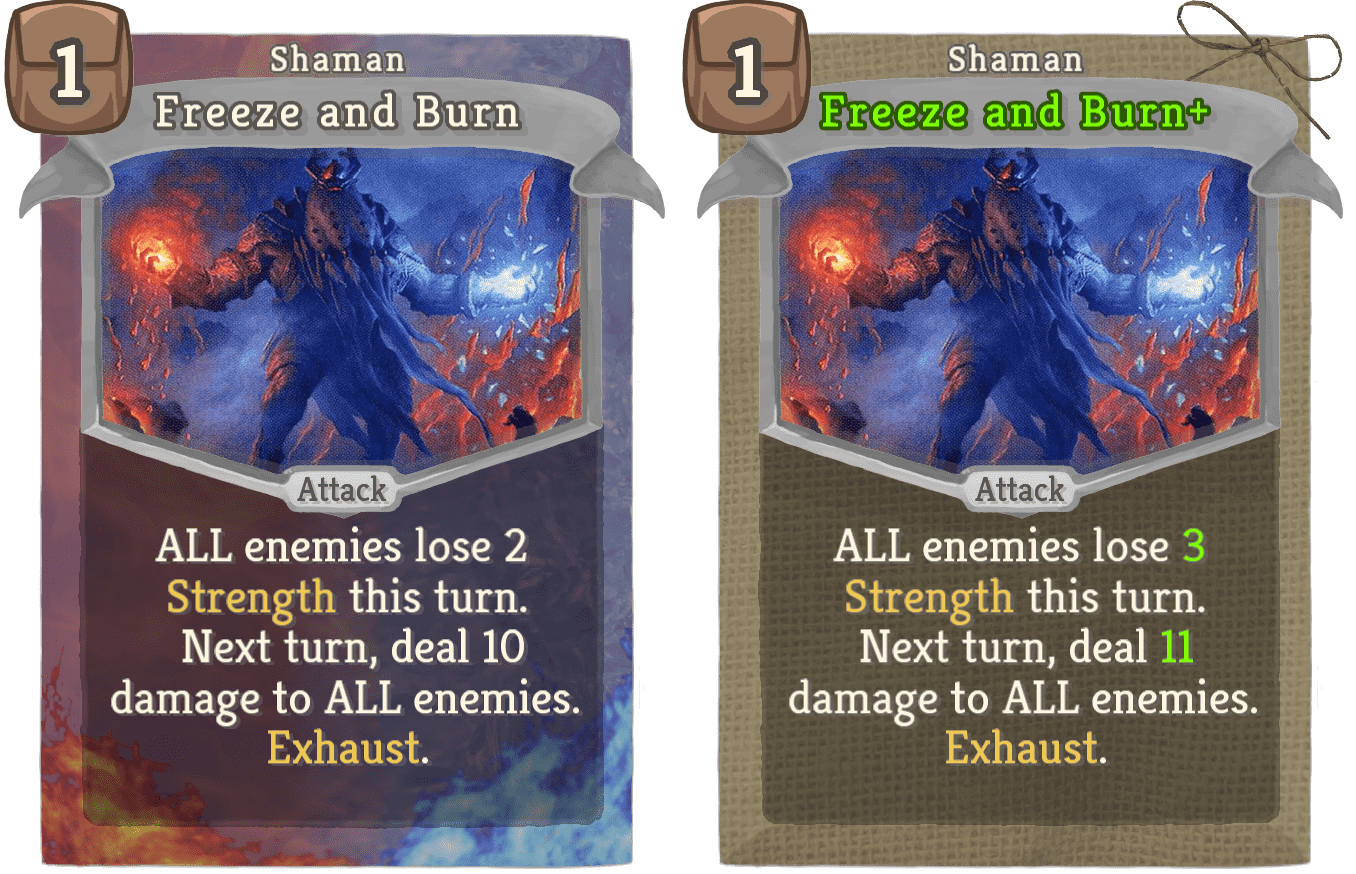 1
Shaman
Freeze and Burn
Attack
ALL enemies lose 2
Strength this turn.
Next turn, deal 10
damage to ALL enemies.
Exhaust.
1
Shaman
Freeze and Burn+
Attack
ALL enemies lose 3
Strength this turn.
Next turn, deal 11
damage to ALL enemies.
Exhaust.